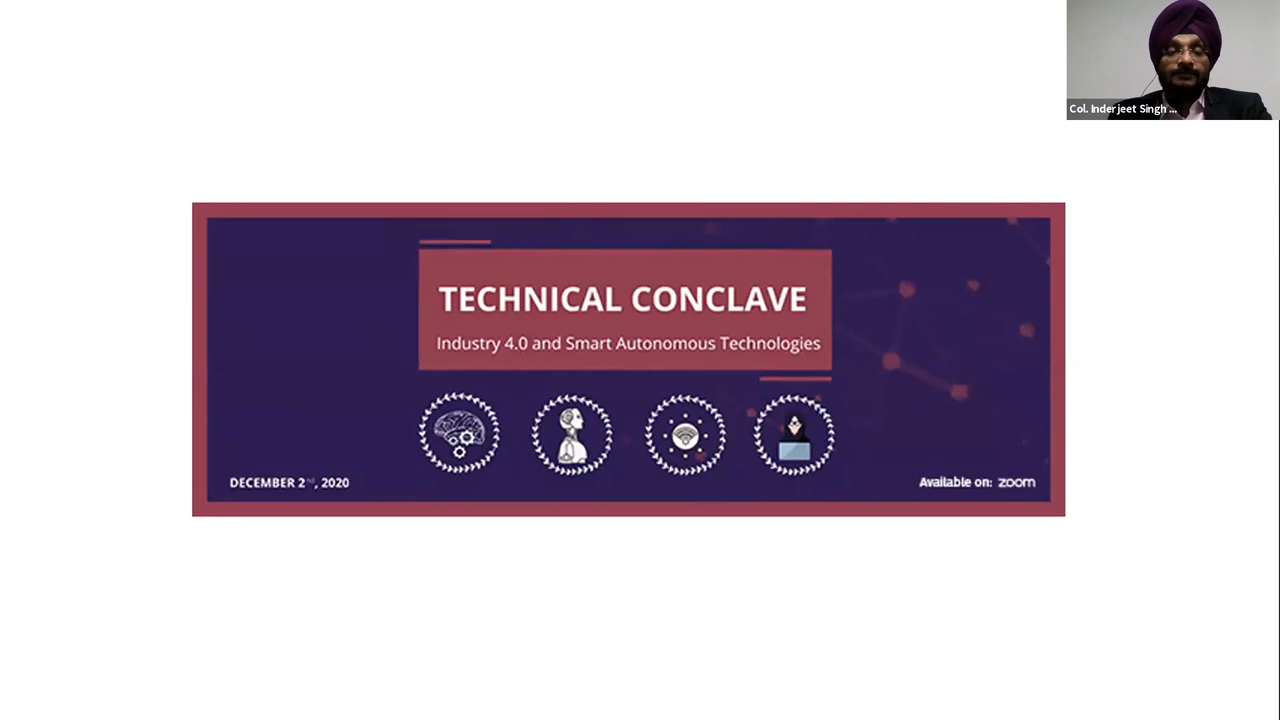 Col. Inderjeet Singh ...
TECHNICAL CONCLAVE
Industry 4.0 and Smart Autonomous Technologies
DECEMBER 2nd, 2020
Available on: zoom